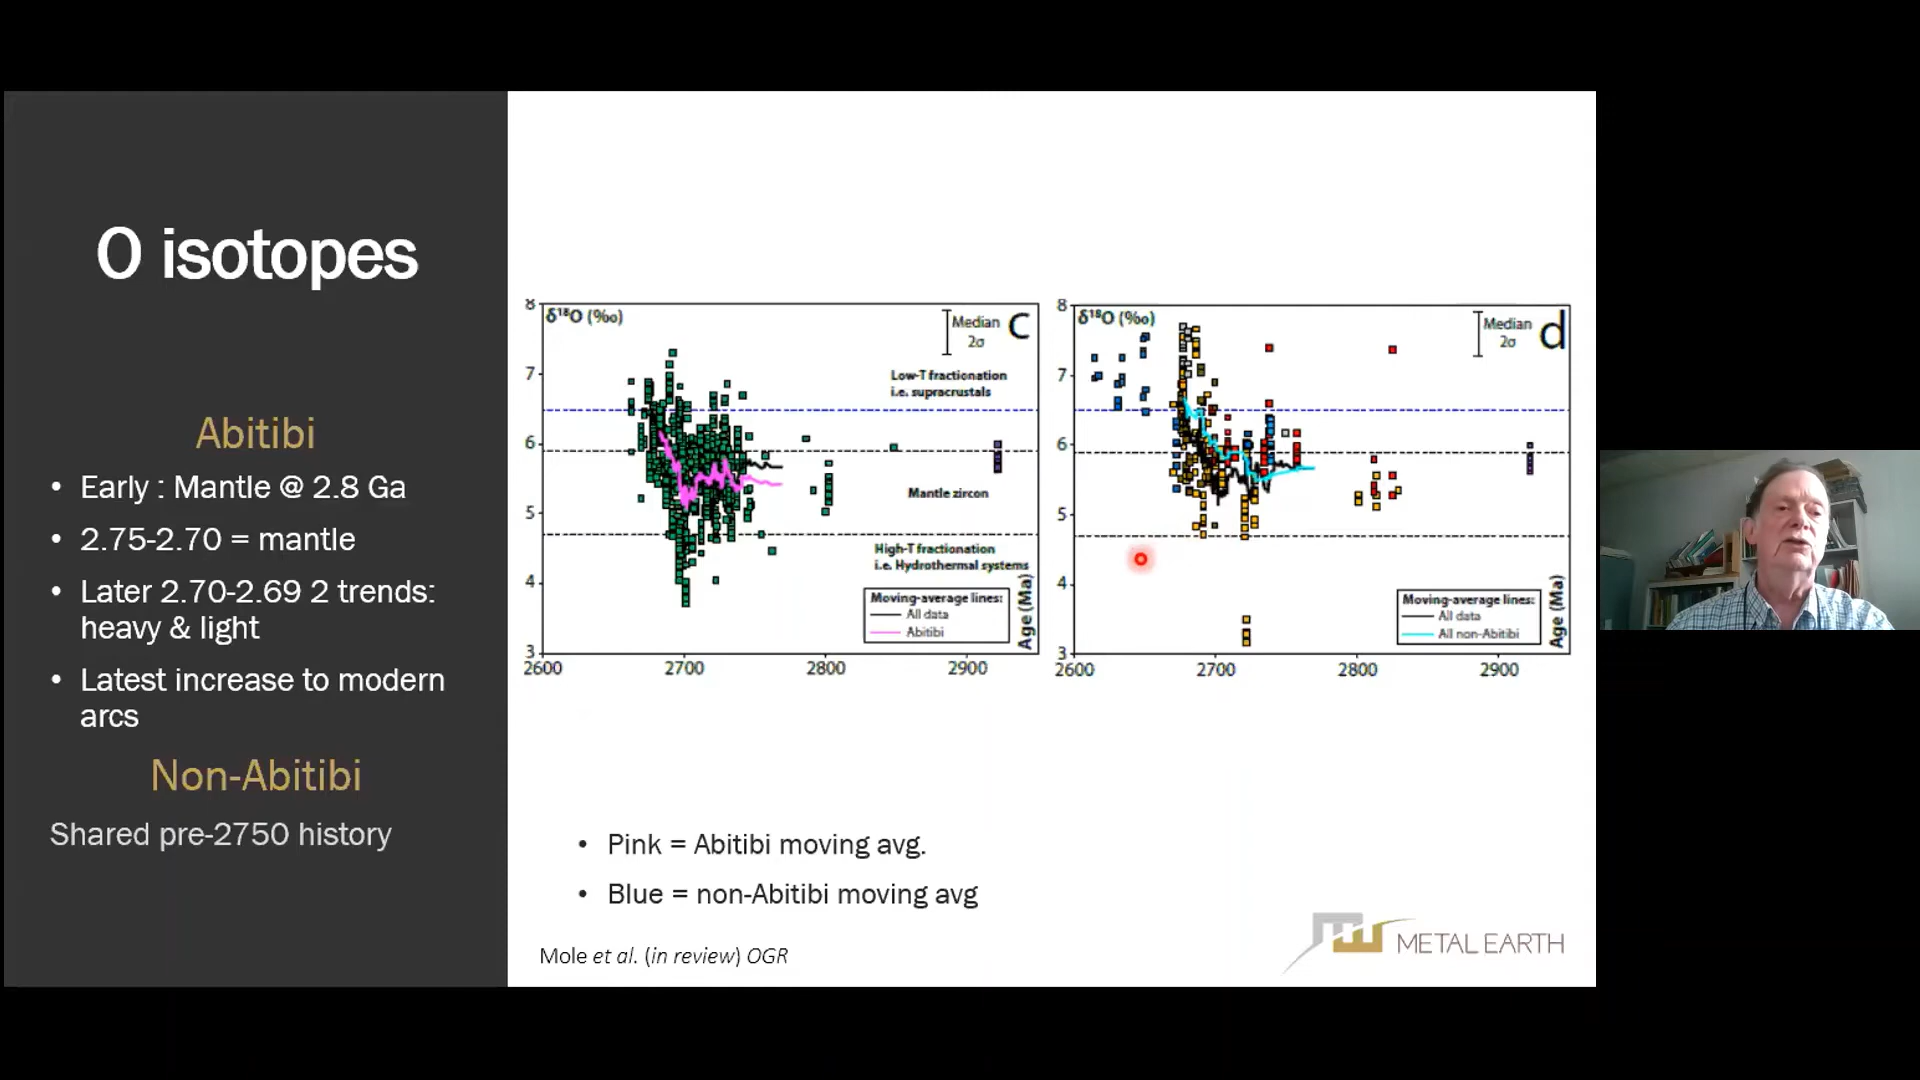 O isotopes
Abitibi
• Early : Mantle @ 2.8 Ga
• 2.75-2.70 = mantle
• Later 2.70-2.69 2 trends:
heavy & light
• Latest increase to modern
arcs
Non-Abitibi
Shared pre-2750 history
δ¹⁸O (‰)
Median
2σ
c
Low-T fractionation
i.e. supracrustals
Mantle zircon
High-T fractionation
i.e. Hydrothermal systems
Moving-average lines:
All data
Abitibi
Age (Ma)
8
7
6
5
4
3
2600 2700 2800 2900
δ¹⁸O (‰)
Median
2σ
d
Moving-average lines:
All data
All non-Abitibi
Age (Ma)
8
7
6
5
4
3
2600 2700 2800 2900
• Pink = Abitibi moving avg.
• Blue = non-Abitibi moving avg
Mole et al. (in review) OGR
METAL EARTH